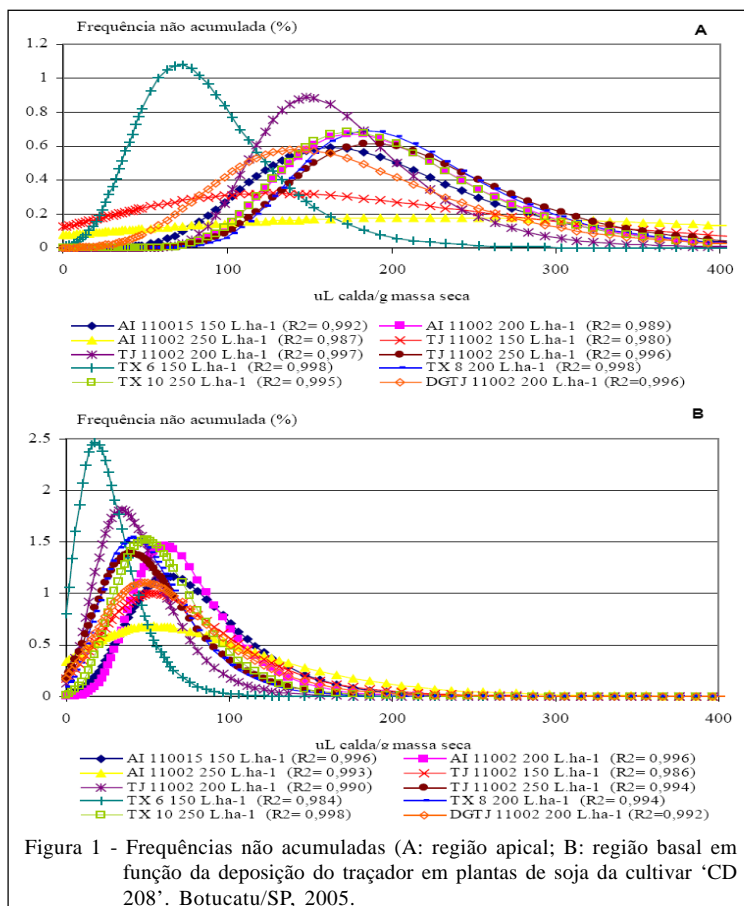 Frequência não acumulada (%)
A
1.2
1
0.8
0.6
0.4
0.2
0
0 100 200 300 400
uL calda/g massa seca
AI 110015 150 L.ha-1 (R2= 0,992) AI 11002 200 L.ha-1 (R2= 0,989)
AI 11002 250 L.ha-1 (R2= 0,987) TJ 11002 150 L.ha-1 (R2= 0,980)
TJ 11002 200 L.ha-1 (R2= 0,997) TJ 11002 250 L.ha-1 (R2= 0,996)
TX 6 150 L.ha-1 (R2= 0,998) TX 8 200 L.ha-1 (R2= 0,998)
TX 10 250 L.ha-1 (R2= 0,995) DGTJ 11002 200 L.ha-1 (R2=0,996)
Frequência não acumulada (%)
B
2.5
2
1.5
1
0.5
0
0 100 200 300 400
uL calda/g massa seca
AI 110015 150 L.ha-1 (R2= 0,996) AI 11002 200 L.ha-1 (R2= 0,996)
AI 11002 250 L.ha-1 (R2= 0,993) TJ 11002 150 L.ha-1 (R2= 0,986)
TJ 11002 200 L.ha-1 (R2= 0,990) TJ 11002 250 L.ha-1 (R2= 0,994)
TX 6 150 L.ha-1 (R2= 0,984) TX 8 200 L.ha-1 (R2= 0,994)
TX 10 250 L.ha-1 (R2= 0,998) DGTJ 11002 200 L.ha-1 (R2=0,992)
Figura 1 - Frequências não acumuladas (A: região apical; B: região basal em
função da deposição do traçador em plantas de soja da cultivar ‘CD
208’. Botucatu/SP, 2005.